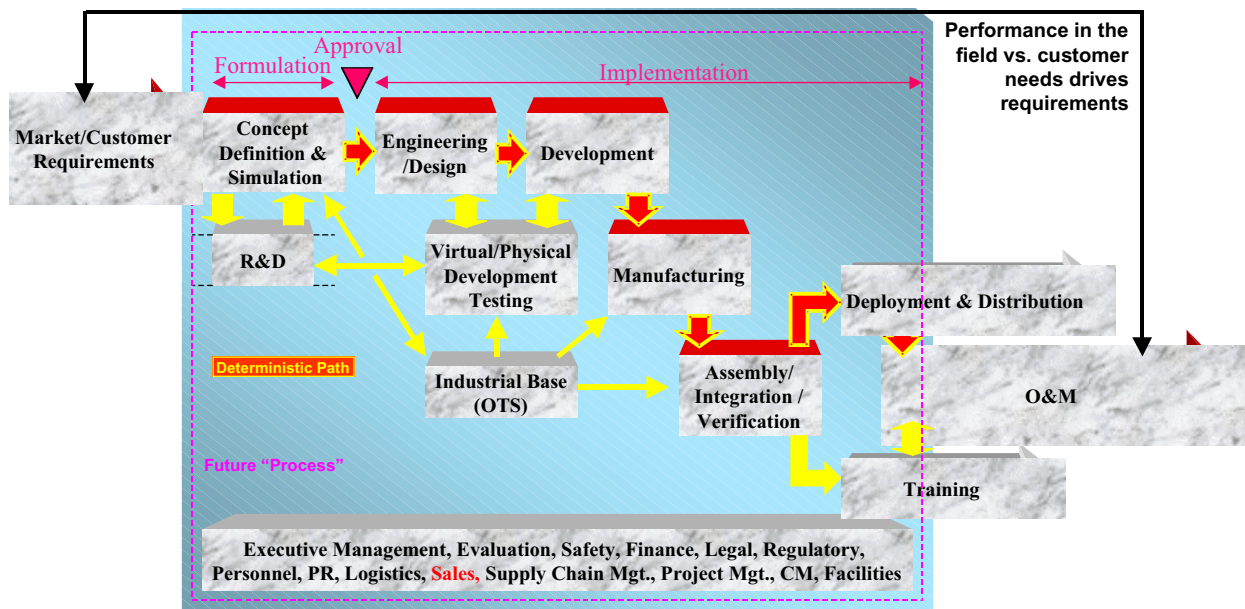 Performance in the
field vs. customer
needs drives
requirements
Approval
Formulation
Implementation
Market/Customer
Requirements
Concept
Definition &
Simulation
Engineering
/Design
Development
R&D
Virtual/Physical
Development
Testing
Manufacturing
Deployment & Distribution
Deterministic Path
Industrial Base
(OTS)
Assembly/
Integration /
Verification
O&M
Future “Process”
Training
Executive Management, Evaluation, Safety, Finance, Legal, Regulatory,
Personnel, PR, Logistics, Sales, Supply Chain Mgt., Project Mgt., CM, Facilities